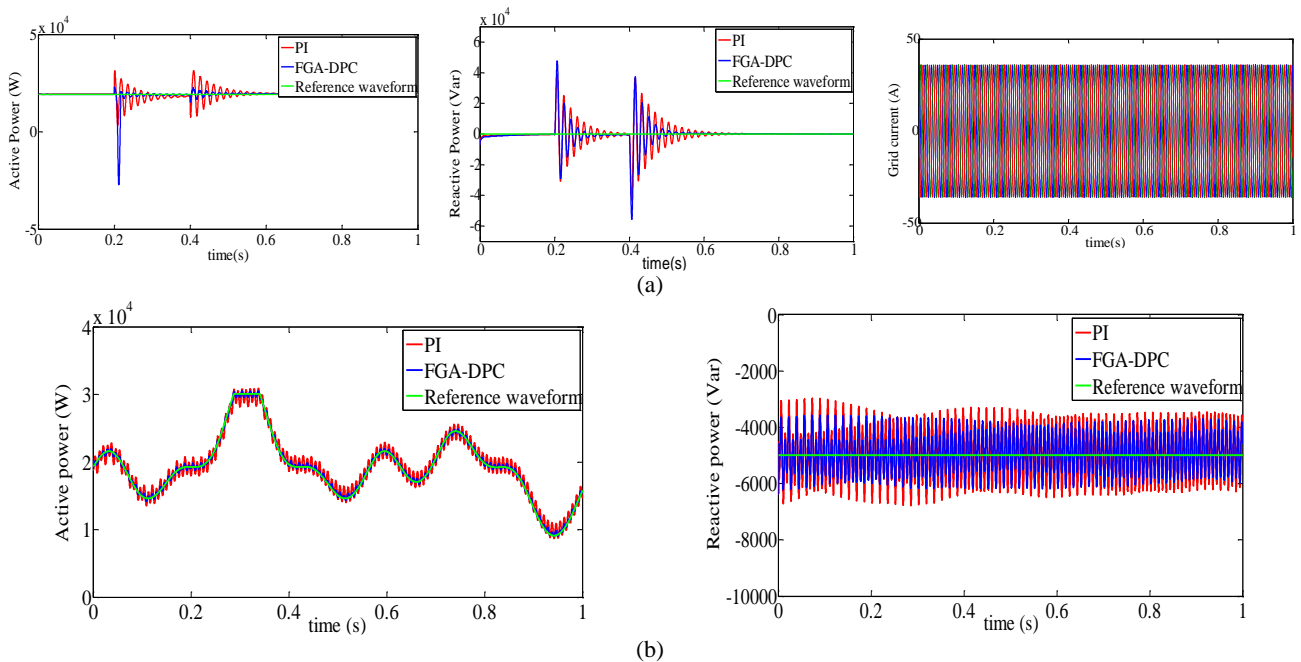 x 10^4
5
0
-5
Active Power (W)
PI
FGA-DPC
Reference waveform
0 0.2 0.4 0.6 0.8 1
time(s)
x 10^4
6
4
2
0
-2
-4
-6
Reactive Power (Var)
PI
FGA-DPC
Reference waveform
0 0.2 0.4 0.6 0.8 1
time(s)
50
0
-50
Grid current (A)
0 0.2 0.4 0.6 0.8 1
time(s)
(a)
x 10^4
4
3
2
1
0
Active power (W)
PI
FGA-DPC
Reference waveform
0 0.2 0.4 0.6 0.8 1
time (s)
0
-2000
-4000
-6000
-8000
-10000
Reactive power (Var)
PI
FGA-DPC
Reference waveform
0 0.2 0.4 0.6 0.8 1
time (s)
(b)